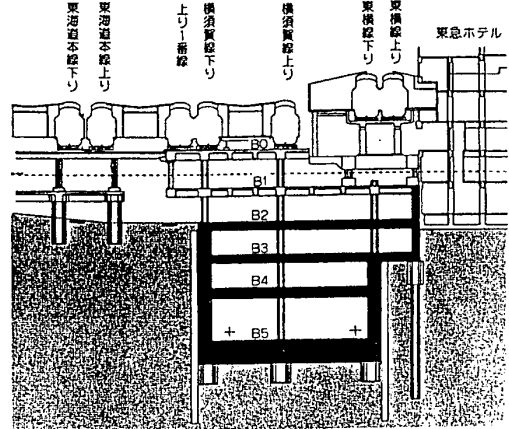 東海道本線下り
東海道本線上り
上り1番線
横須賀線下り
横須賀線上り
東横線下り
東横線上り
東急ホテル
B0
B1
B2
B3
B4
B5